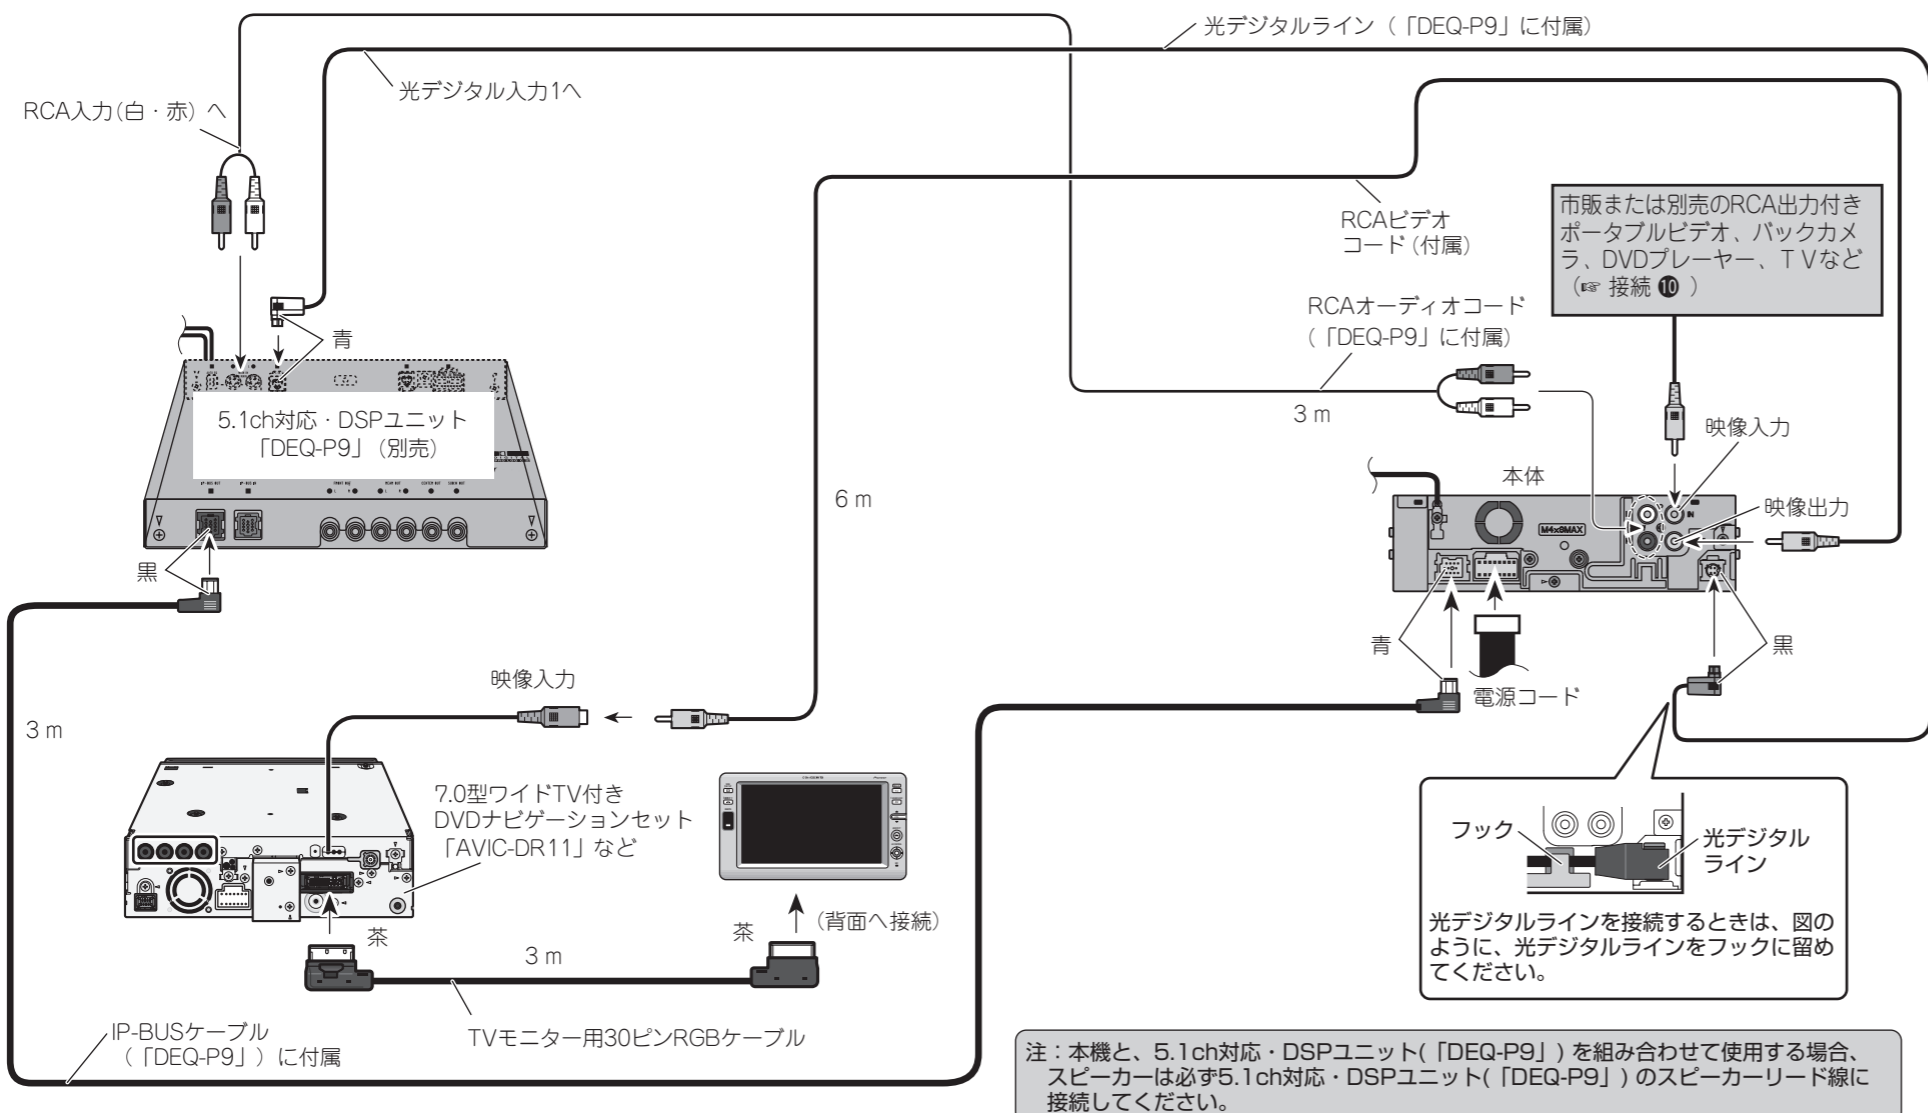 光デジタルライン（「DEQ-P9」に付属）
光デジタル入力1へ
RCA入力(白・赤) へ
RCAビデオ
コード (付属)
市販または別売のRCA出力付き
ポータブルビデオ、バックカメ
ラ、DVDプレーヤー、ＴＶなど
（☞ 接続 ❿ ）
RCAオーディオコード
（「DEQ-P9」に付属）
3 m
青
5.1ch対応・DSPユニット
「DEQ-P9」（別売）
映像入力
本体
IN
映像出力
M4×8MAX
6 m
黒
青
黒
電源コード
映像入力
3 m
7.0型ワイドTV付き
DVDナビゲーションセット
「AVIC-DR11」など
フック
光デジタル
ライン
茶
茶
(背面へ接続)
3 m
光デジタルラインを接続するときは、図の
ように、光デジタルラインをフックに留め
てください。
IP-BUSケーブル
（「DEQ-P9」）に付属
TVモニター用30ピンRGBケーブル
注：本機と、5.1ch対応・DSPユニット(「DEQ-P9」) を組み合わせて使用する場合、
スピーカーは必ず5.1ch対応・DSPユニット(「DEQ-P9」) のスピーカーリード線に
接続してください。